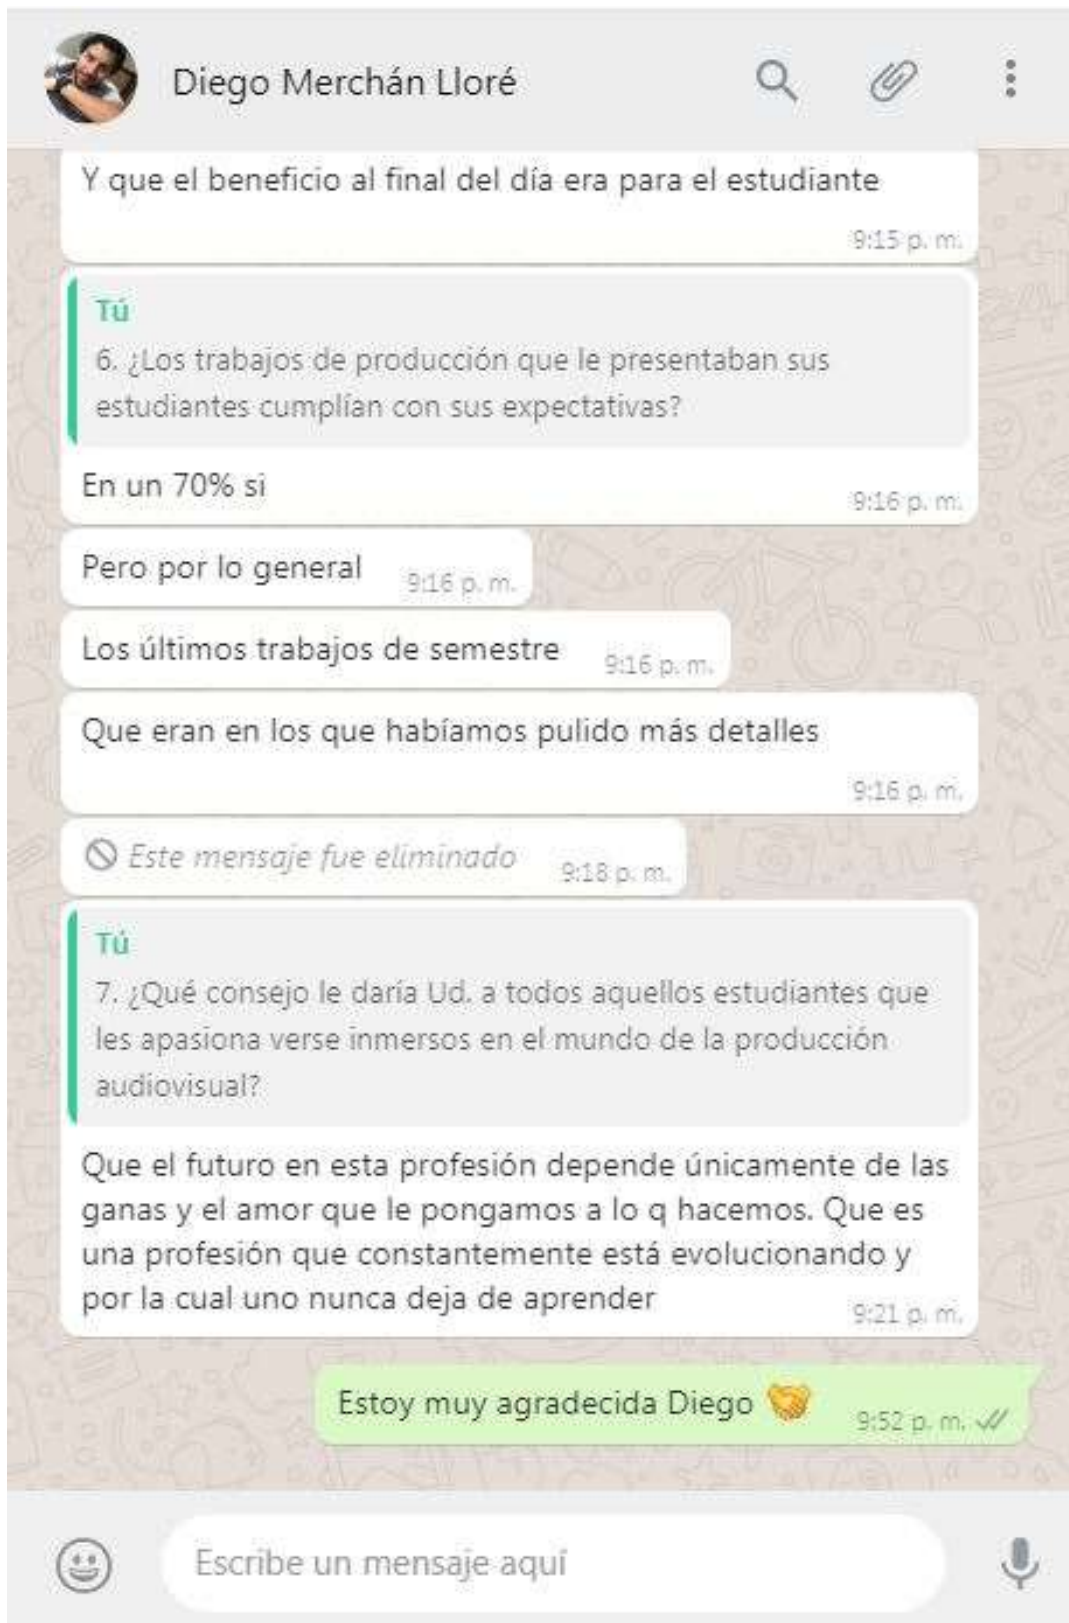 Diego Merchán Lloré
Y que el beneficio al final del día era para el estudiante
9:15 p. m.
Tú
6. ¿Los trabajos de producción que le presentaban sus
estudiantes cumplían con sus expectativas?
En un 70% si
9:16 p. m.
Pero por lo general 9:16 p. m.
Los últimos trabajos de semestre 9:16 p. m.
Que eran en los que habíamos pulido más detalles
9:16 p. m.
Este mensaje fue eliminado 9:18 p. m.
Tú
7. ¿Qué consejo le daría Ud. a todos aquellos estudiantes que
les apasiona verse inmersos en el mundo de la producción
audiovisual?
Que el futuro en esta profesión depende únicamente de las
ganas y el amor que le pongamos a lo q hacemos. Que es
una profesión que constantemente está evolucionando y
por la cual uno nunca deja de aprender
9:21 p. m.
Estoy muy agradecida Diego 🤝 9:52 p. m.
Escribe un mensaje aquí